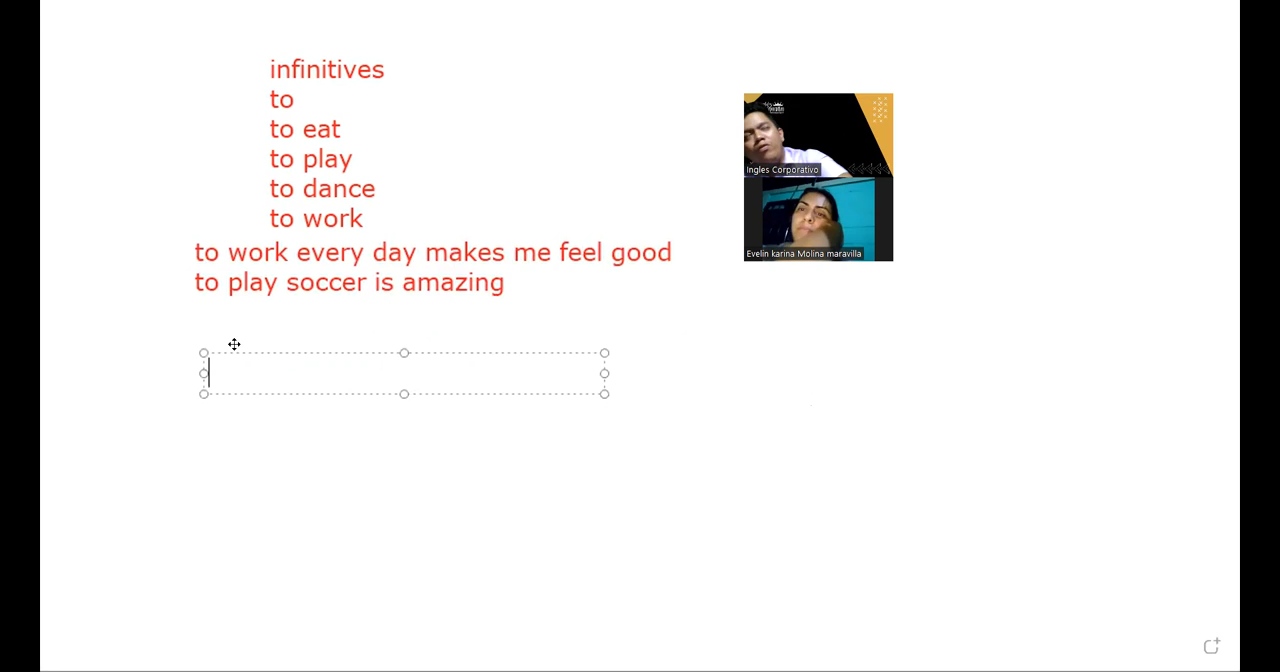 infinitives
to
to eat
to play
to dance
to work
to work every day makes me feel good
to play soccer is amazing
Ingles Corporativo
Evelin karina Molina maravilla